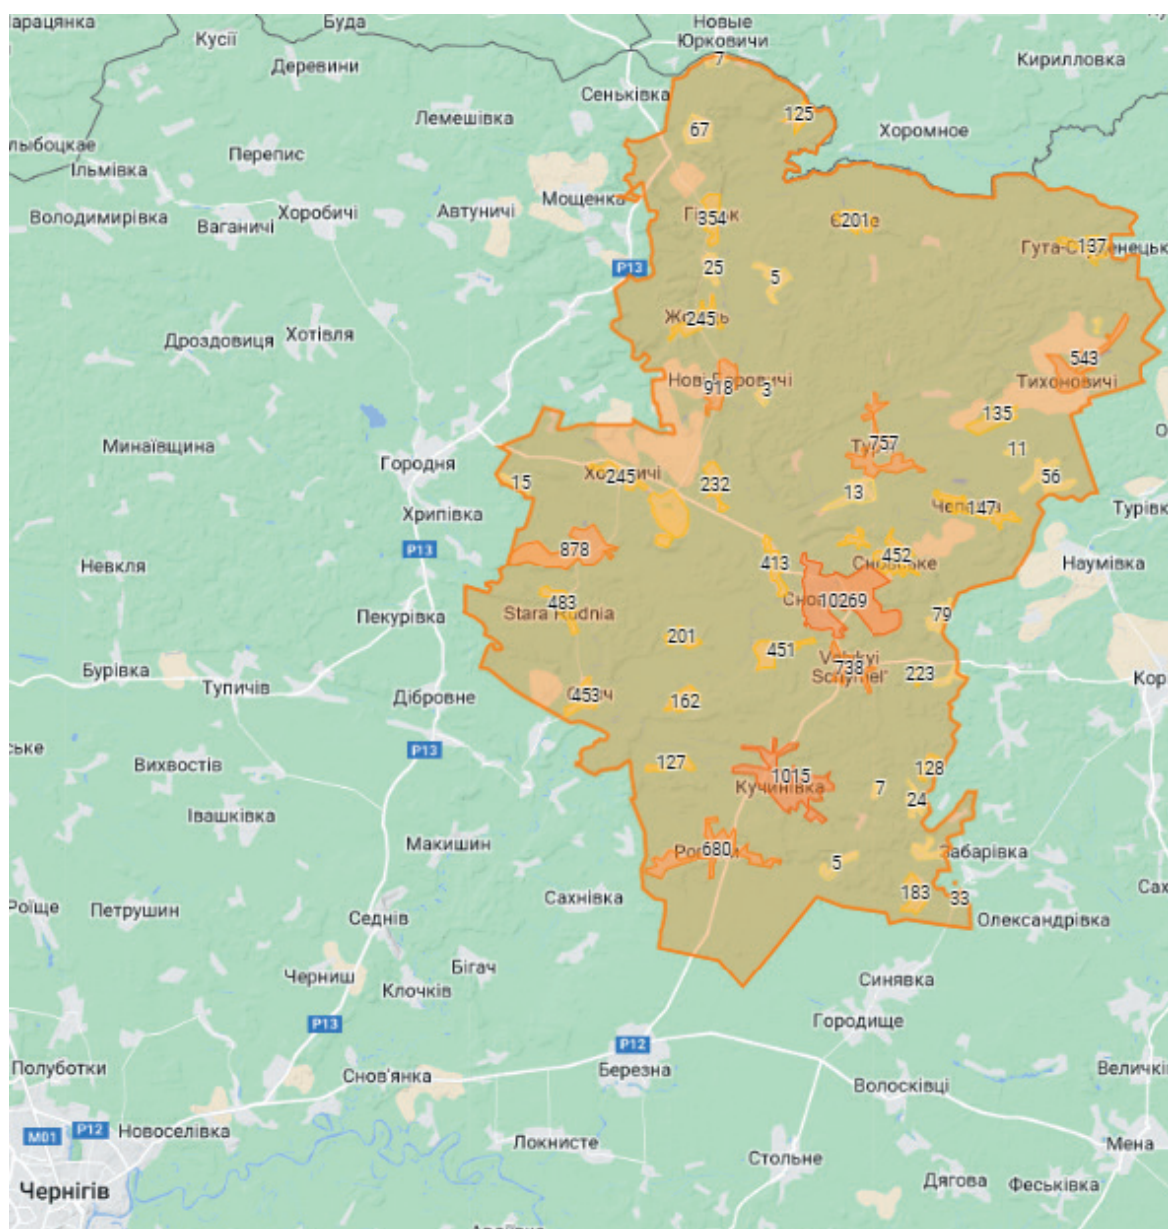 Буда
Новые
Юрковичи
Кусії
Деревини
Кирилловка
7
Сеньківка
Лемешівка
125
67
Хоромное
Перепис
Ільмівка
Мощенка
Володимирівка
Ваганичі
Хоробичі
Автуничі
354
201
137
P13
25
5
245
Дроздовиця
Хотівля
543
Тихоновичі
918
3
135
Минаївщина
757
11
Городня
15
245
232
13
56
147
Хрипівка
P13
878
413
452
Наумівка
Невкля
483
Stara Rudnia
10269
Пекурівка
79
201
451
738
223
Бурівка
Тупичів
Дібровне
453
162
P13
Вихвостів
127
128
1015
Кучинівка
7
24
Івашківка
Макишин
680
5
Забарівка
Петрушин
Седнів
Сахнівка
183
33
Олександрівка
Черниш
Бігач
Клочків
Синявка
P13
Городище
P12
Полуботки
Снов'янка
Березна
Волосківці
M01
P12
Новоселівка
Локнисте
Мена
Стольне
Чернігів
Дягова
Феськівка